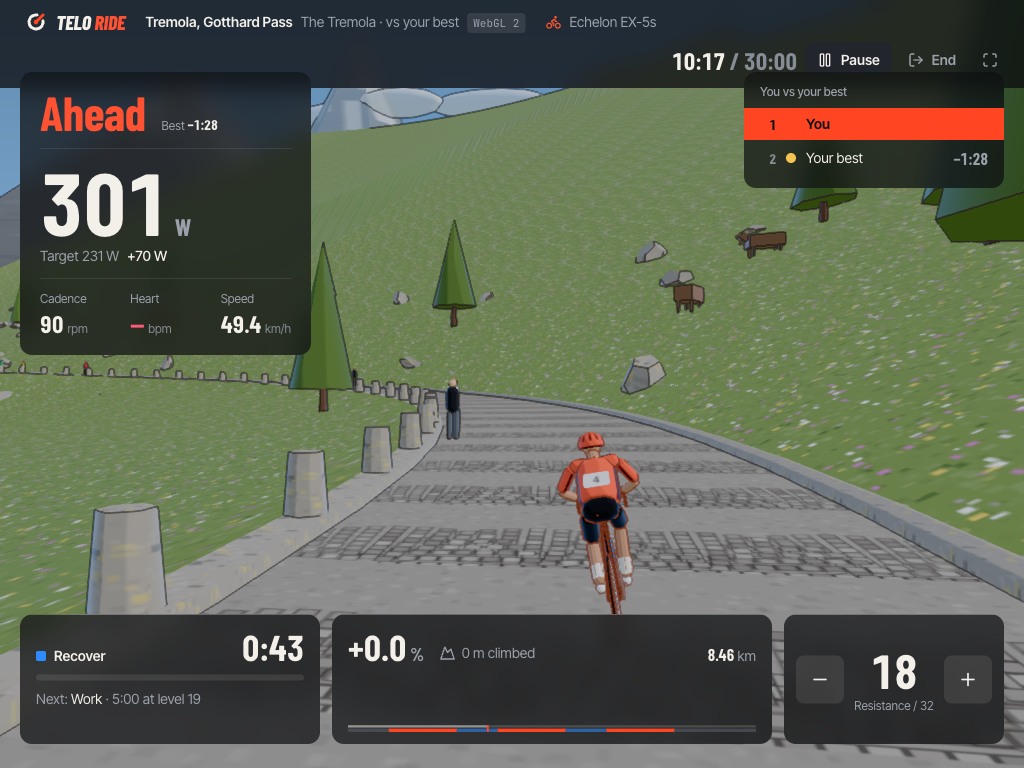 TELO RIDE Tremola, Gotthard Pass The Tremola · vs your best WebGL 2 Echelon EX-5s
10:17 / 30:00 Pause End
Ahead Best −1:28
301 W
Target 231 W +70 W
Cadence Heart Speed
90 rpm — bpm 49.4 km/h
You vs your best
1 You
2 Your best −1:28
4
Recover 0:43
Next: Work · 5:00 at level 19
+0.0 % 0 m climbed 8.46 km
− 18 +
Resistance / 32